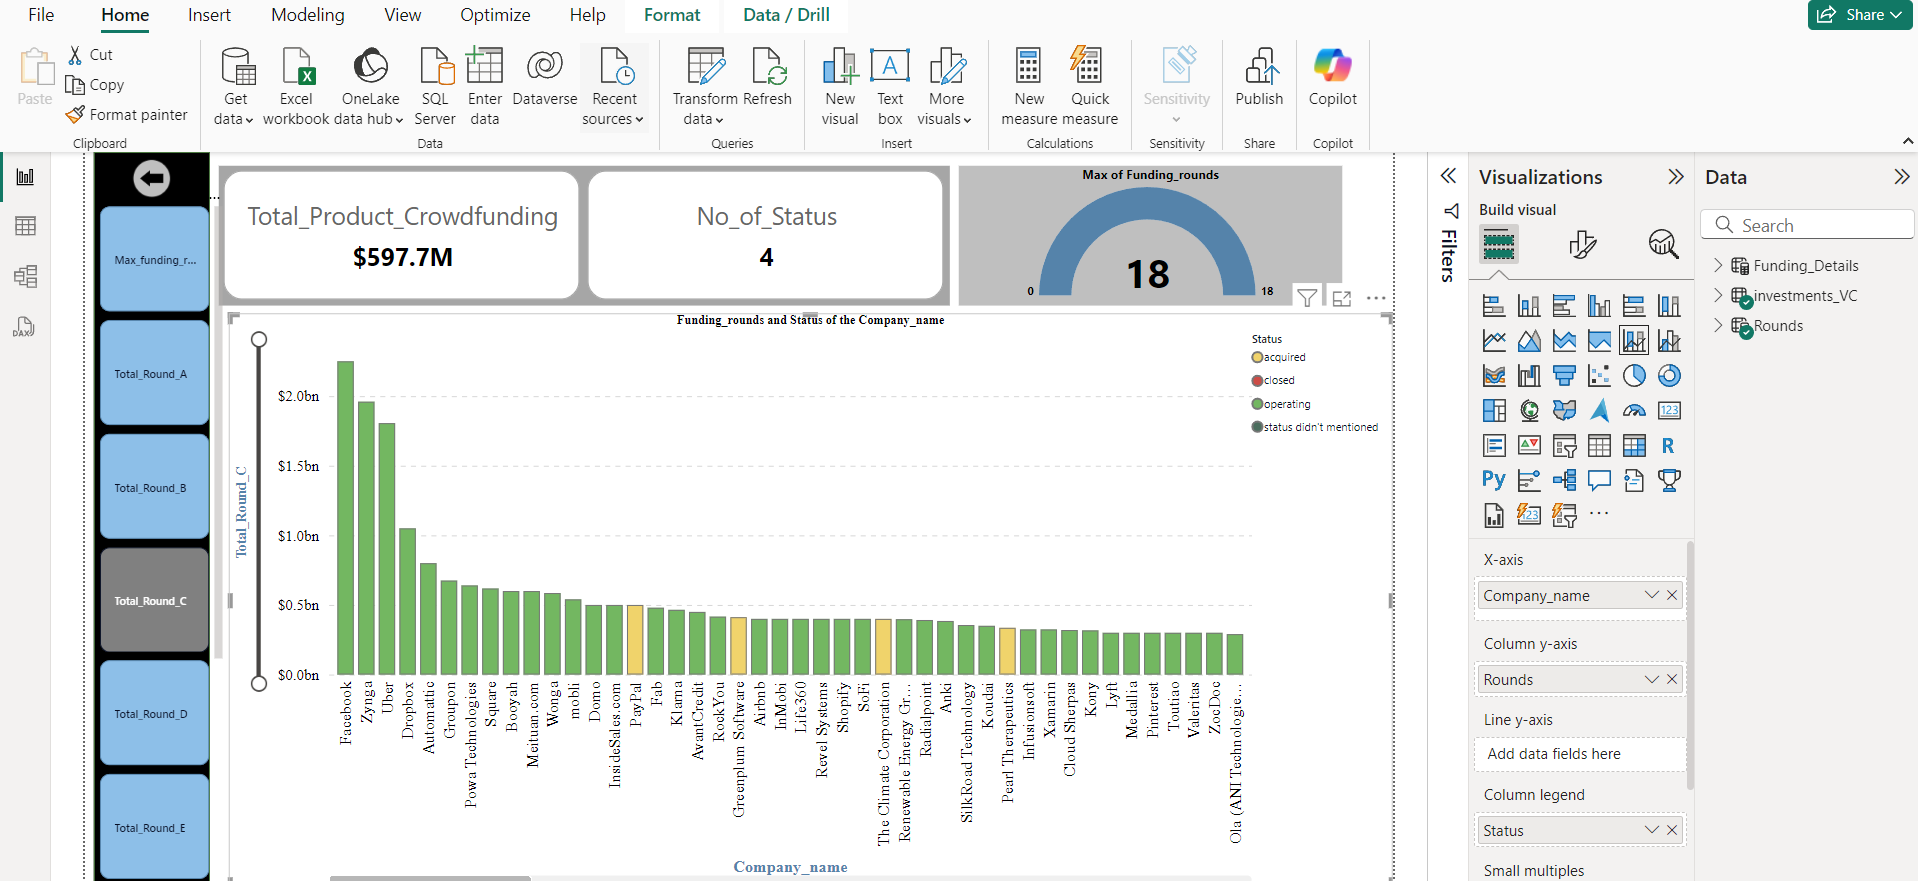 File Home Insert Modeling View Optimize Help Format Data / Drill
Share
Paste
Cut
Copy
Format painter
Clipboard
Get data
Excel workbook
OneLake data hub
SQL Server
Enter data
Dataverse
Recent sources
Data
Transform data
Refresh
Queries
New visual
Text box
More visuals
Insert
New measure
Quick measure
Calculations
Sensitivity
Sensitivity
Publish
Share
Copilot
Copilot
DAX
Max_funding_r...
Total_Round_A
Total_Round_B
Total_Round_C
Total_Round_D
Total_Round_E
Total_Product_Crowdfunding
$597.7M
No_of_Status
4
Max of Funding_rounds
18
0
18
Funding_rounds and Status of the Company_name
Total_Round_C
$2.0bn
$1.5bn
$1.0bn
$0.5bn
$0.0bn
Facebook
Zynga
Uber
Dropbox
Automattic
Groupon
Powa Technologies
Square
Booyah
Meituan.com
Wonga
mobli
Domo
InsideSales.com
PayPal
Fab
Klarna
AvantCredit
RockYou
Greenplum Software
Airbnb
InMobi
Life360
Revel Systems
Shopify
SoFi
The Climate Corporation
Renewable Energy Gr...
Radialpoint
Anki
SilkRoad Technology
Koudai
Pearl Therapeutics
Infusionsoft
Xamarin
Cloud Sherpas
Kony
Lyft
Medallia
Pinterest
Toutiao
Valeritas
ZocDoc
Ola (ANI Technologie...
Company_name
Status
acquired
closed
operating
status didn't mentioned
Filters
Visualizations
Build visual
123
R
Py
123
X-axis
Company_name
Column y-axis
Rounds
Line y-axis
Add data fields here
Column legend
Status
Small multiples
Data
Search
Funding_Details
investments_VC
Rounds